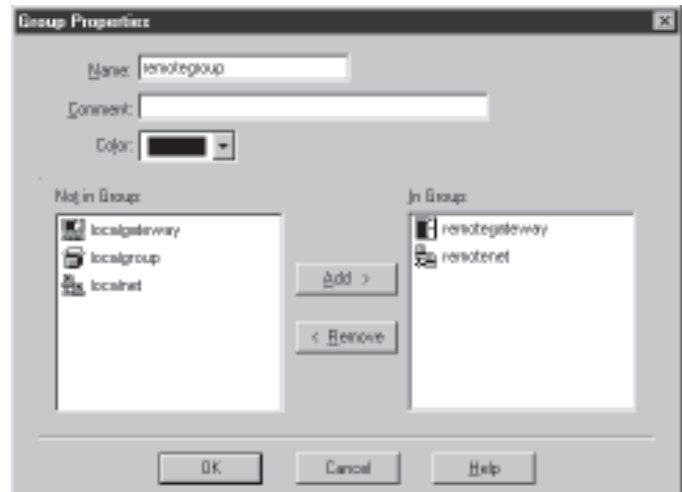 Group Properties
Name: remotegroup
Comment:
Color:
Not in Group:
In Group:
localgateway
localgroup
localnet
remotegateway
remotenet
Add >
< Remove
OK
Cancel
Help